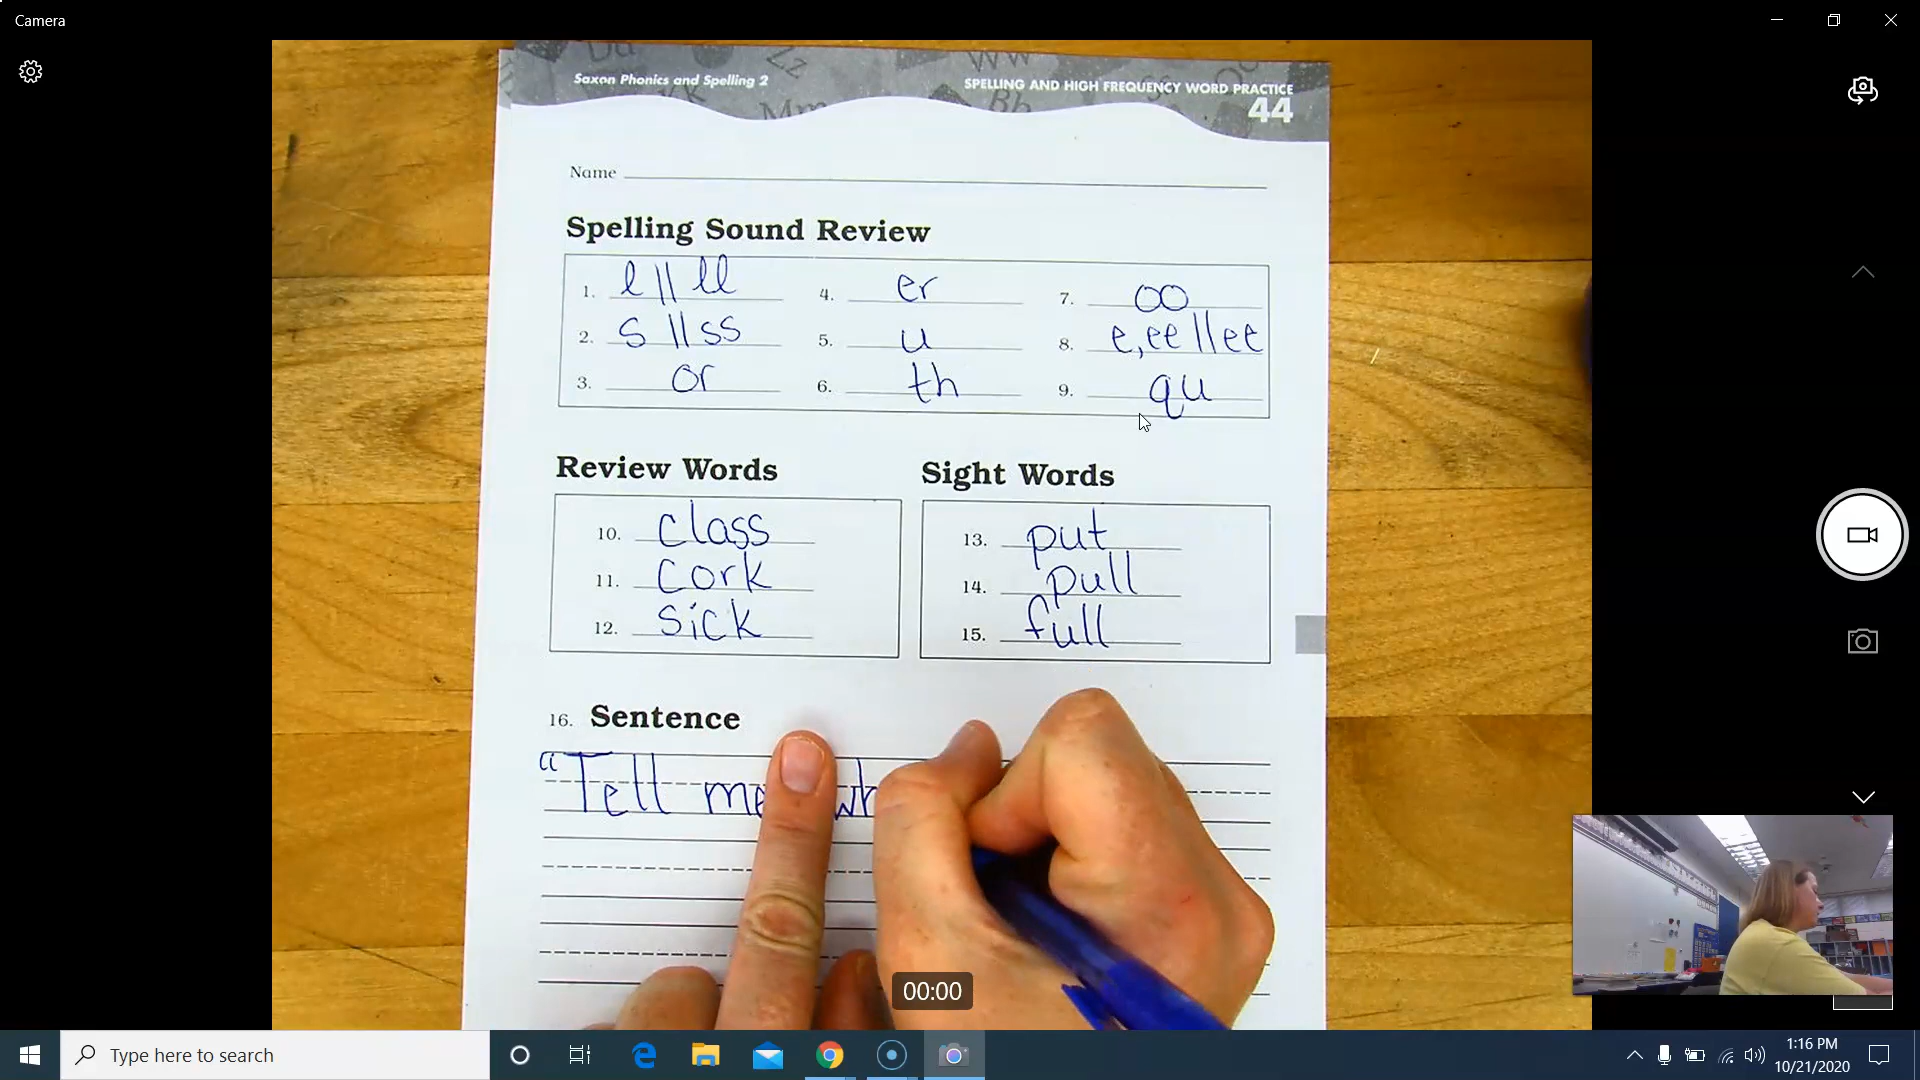 Camera
Saxon Phonics and Spelling 2
SPELLING AND HIGH FREQUENCY WORD PRACTICE
44
Name
Spelling Sound Review
1. l || ll
4. er
7. oo
2. s || ss
5. u
8. e, ee || ee
3. or
6. th
9. qu
Review Words
Sight Words
10. class
13. put
11. cork
14. pull
12. sick
15. full
16. Sentence
"Tell me wh
00:00
Type here to search
1:16 PM
10/21/2020